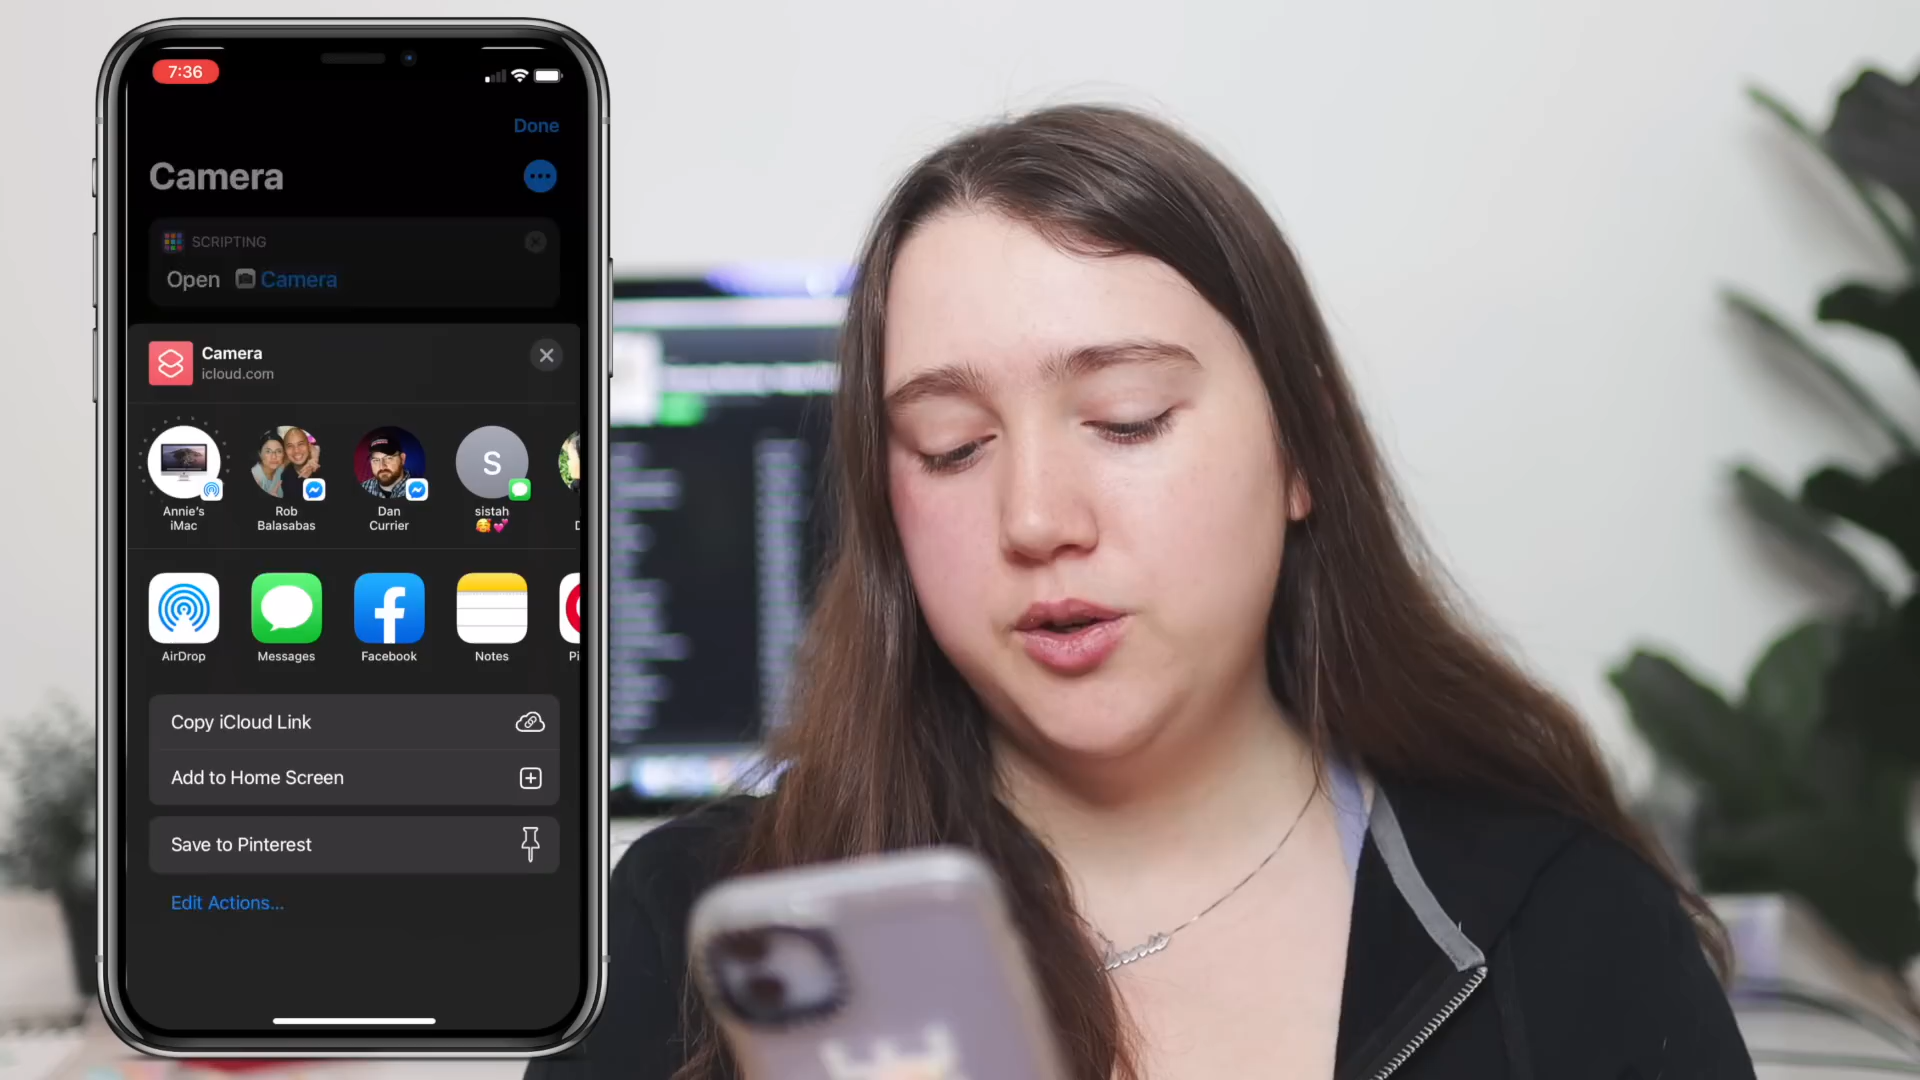 7:36
Done
Camera
SCRIPTING
Open Camera
Camera
icloud.com
S
Annie's
iMac
Rob
Balasabas
Dan
Currier
sistah
🥰💕
AirDrop
Messages
Facebook
Notes
Pi
Copy iCloud Link
Add to Home Screen
Save to Pinterest
Edit Actions...